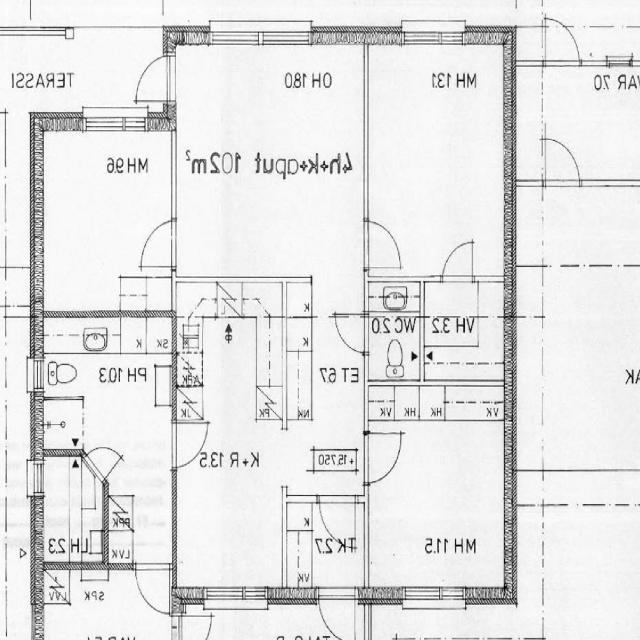 TERASSI
OH 18.0
MH 13.1
VAR 7.0
MH 9.6
4h+k+aput 102m²
K
WC 2.0
VH 3.2
K
SK
K
K
PH 10.3
APK
ET 6.7
AK
JK
PK
VK
HK
HK
VK
K+R 13.5
+15.750
PPK
K
LH 2.3
LVK
TK 2.7
MH 11.5
VK
LVV
SPK